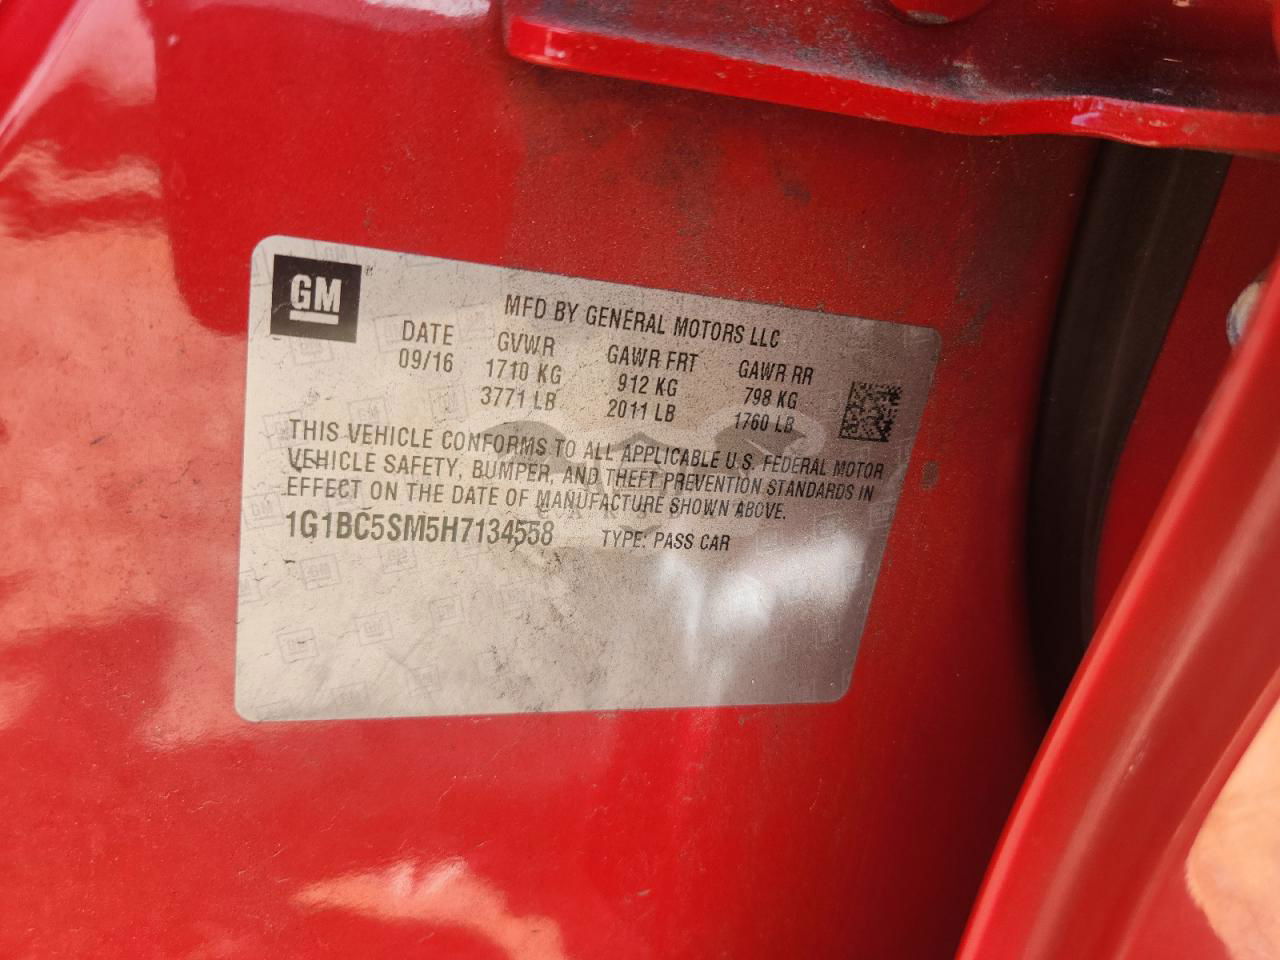 GM
MFD BY GENERAL MOTORS LLC
DATE GVWR GAWR FRT GAWR RR
09/16 1710 KG 912 KG 798 KG
3771 LB 2011 LB 1760 LB
THIS VEHICLE CONFORMS TO ALL APPLICABLE U.S. FEDERAL MOTOR
VEHICLE SAFETY, BUMPER, AND THEFT PREVENTION STANDARDS IN
EFFECT ON THE DATE OF MANUFACTURE SHOWN ABOVE.
1G1BC5SM5H7134558 TYPE: PASS CAR